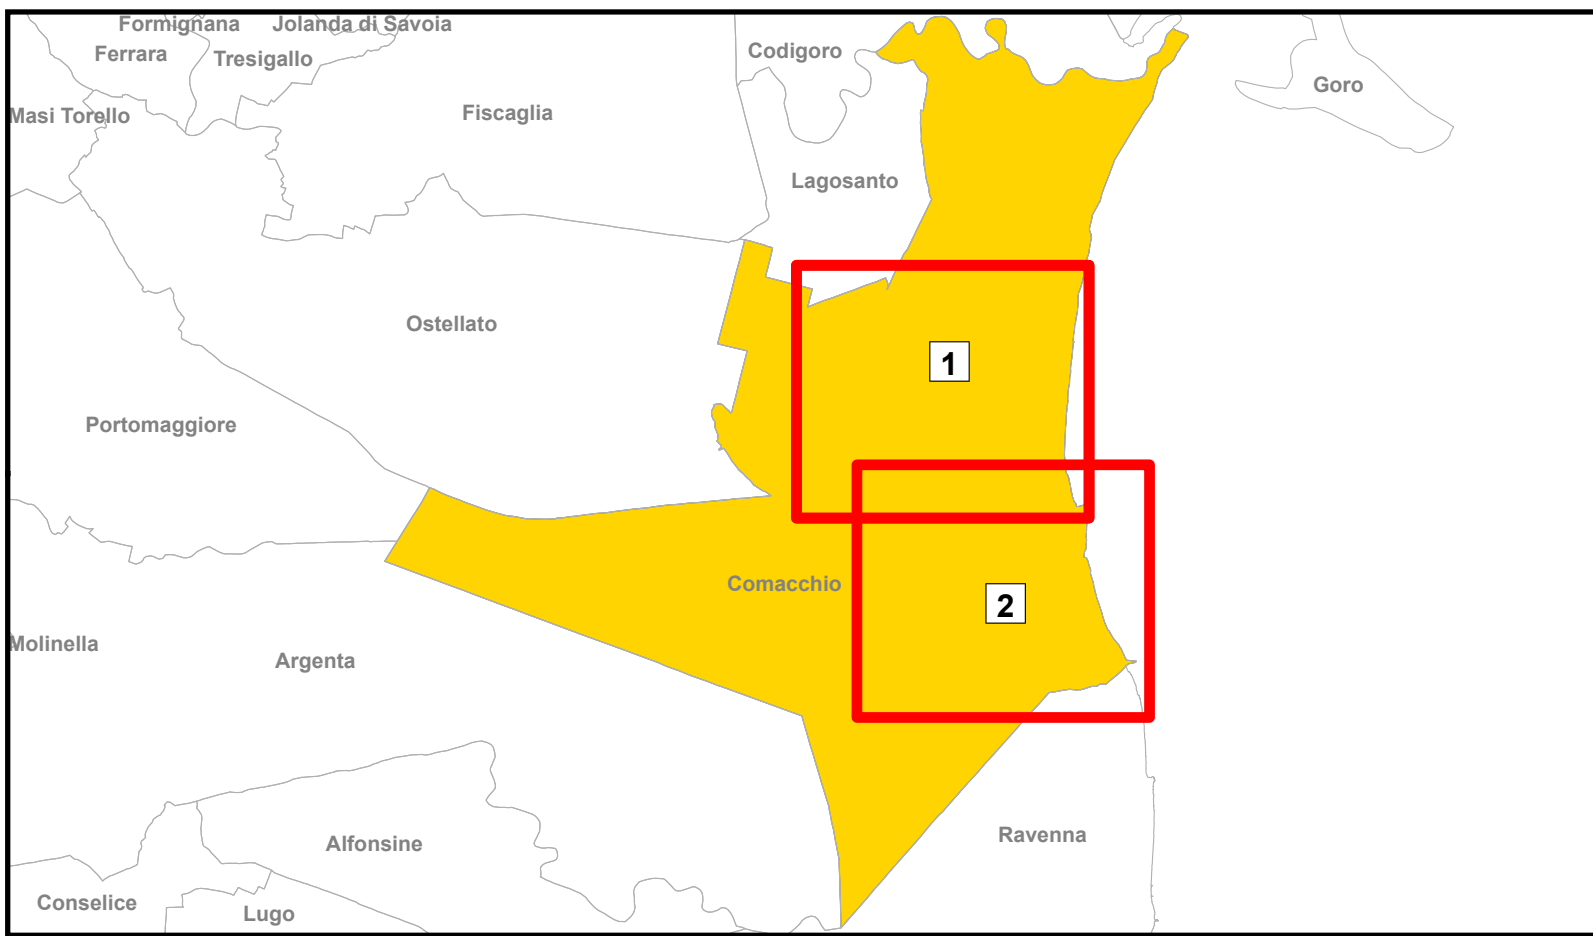 Formignana
Jolanda di Savoia
Ferrara
Tresigallo
Codigoro
Goro
Masi Torello
Fiscaglia
Lagosanto
Ostellato
1
Portomaggiore
Comacchio
2
Molinella
Argenta
Ravenna
Alfonsine
Conselice
Lugo